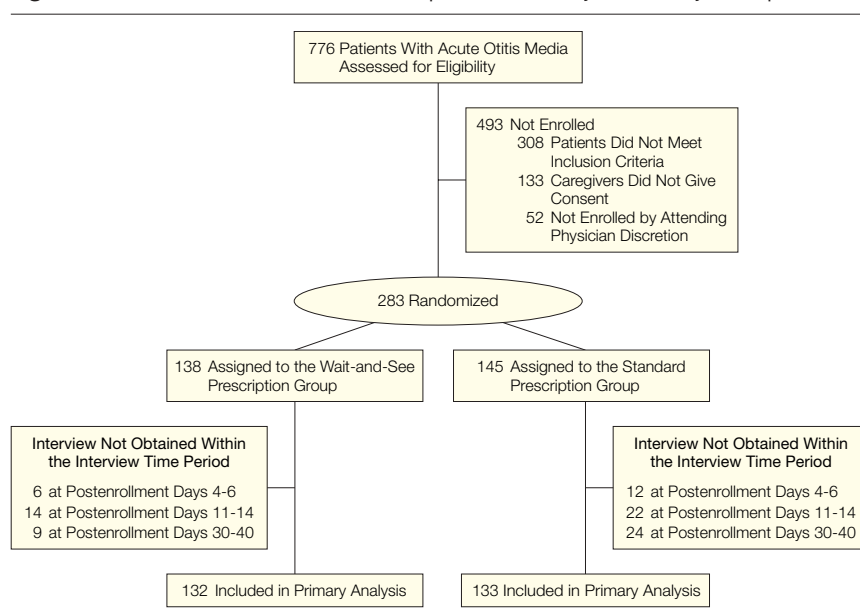 776 Patients With Acute Otitis Media
Assessed for Eligibility
493 Not Enrolled
308 Patients Did Not Meet
Inclusion Criteria
133 Caregivers Did Not Give
Consent
52 Not Enrolled by Attending
Physician Discretion
283 Randomized
138 Assigned to the Wait-and-See
Prescription Group
145 Assigned to the Standard
Prescription Group
Interview Not Obtained Within
the Interview Time Period
6 at Postenrollment Days 4-6
14 at Postenrollment Days 11-14
9 at Postenrollment Days 30-40
Interview Not Obtained Within
the Interview Time Period
12 at Postenrollment Days 4-6
22 at Postenrollment Days 11-14
24 at Postenrollment Days 30-40
132 Included in Primary Analysis
133 Included in Primary Analysis